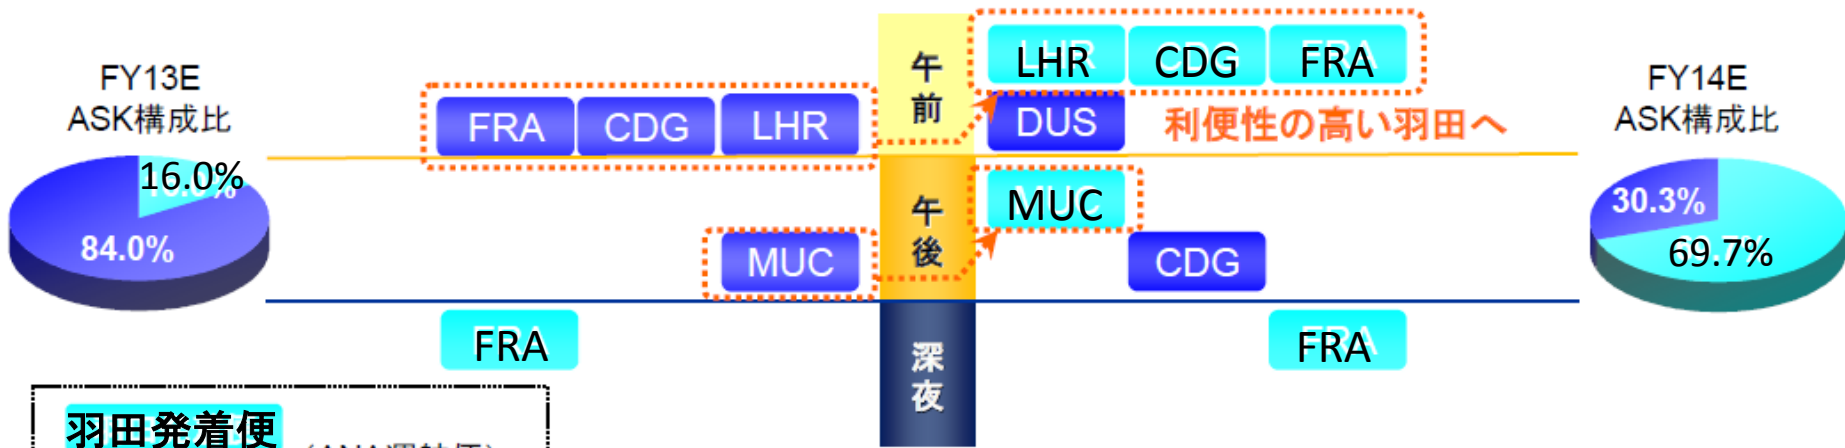 FY13E
ASK構成比
16.0%
84.0%
FRA CDG LHR
MUC
FRA
午前
午後
深夜
LHR CDG FRA
DUS 利便性の高い羽田へ
MUC
CDG
FRA
FY14E
ASK構成比
30.3%
69.7%
羽田発着便